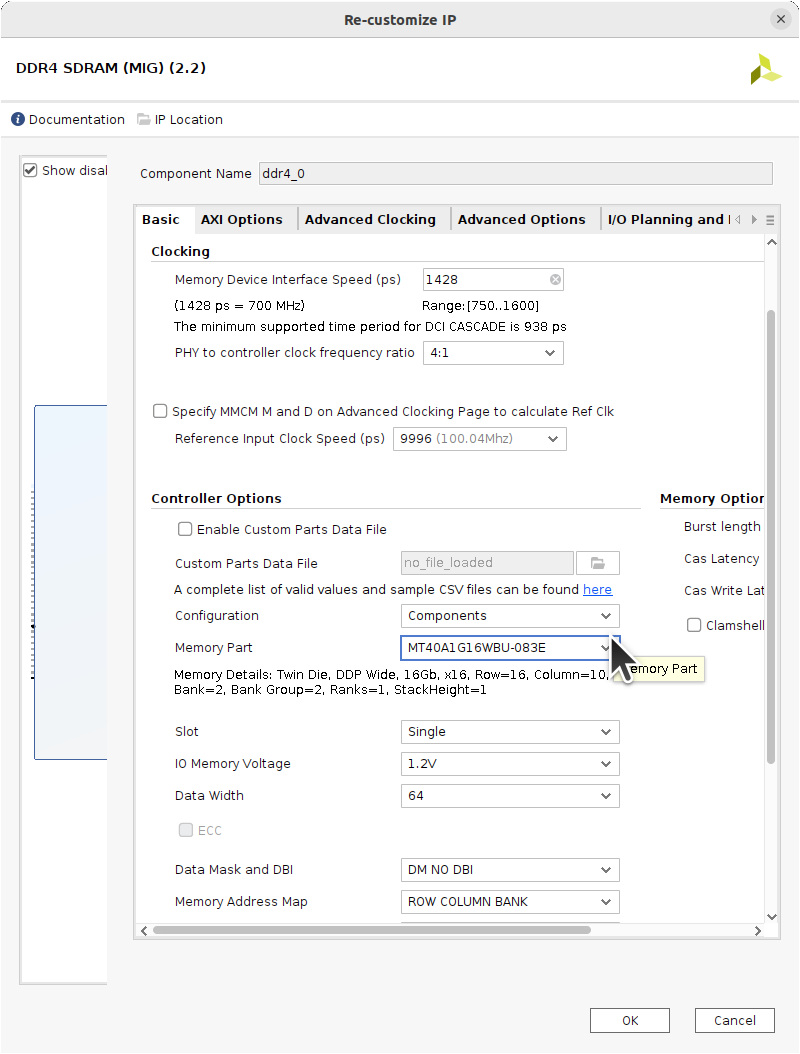 Re-customize IP
DDR4 SDRAM (MIG) (2.2)
Documentation IP Location
Show disal
Component Name ddr4_0
Basic AXI Options Advanced Clocking Advanced Options I/O Planning and
Clocking
Memory Device Interface Speed (ps) 1428
(1428 ps = 700 MHz) Range:[750..1600]
The minimum supported time period for DCI CASCADE is 938 ps
PHY to controller clock frequency ratio 4:1
Specify MMCM M and D on Advanced Clocking Page to calculate Ref Clk
Reference Input Clock Speed (ps) 9996 (100.04Mhz)
Controller Options Memory Option
Enable Custom Parts Data File Burst length
Custom Parts Data File no_file_loaded Cas Latency
A complete list of valid values and sample CSV files can be found here Cas Write Lat
Configuration Components
Clamshell
Memory Part MT40A1G16WBU-083E
emory Part
Memory Details: Twin Die, DDP Wide, 16Gb, x16, Row=16, Column=10,
Bank=2, Bank Group=2, Ranks=1, StackHeight=1
Slot Single
IO Memory Voltage 1.2V
Data Width 64
ECC
Data Mask and DBI DM NO DBI
Memory Address Map ROW COLUMN BANK
OK Cancel